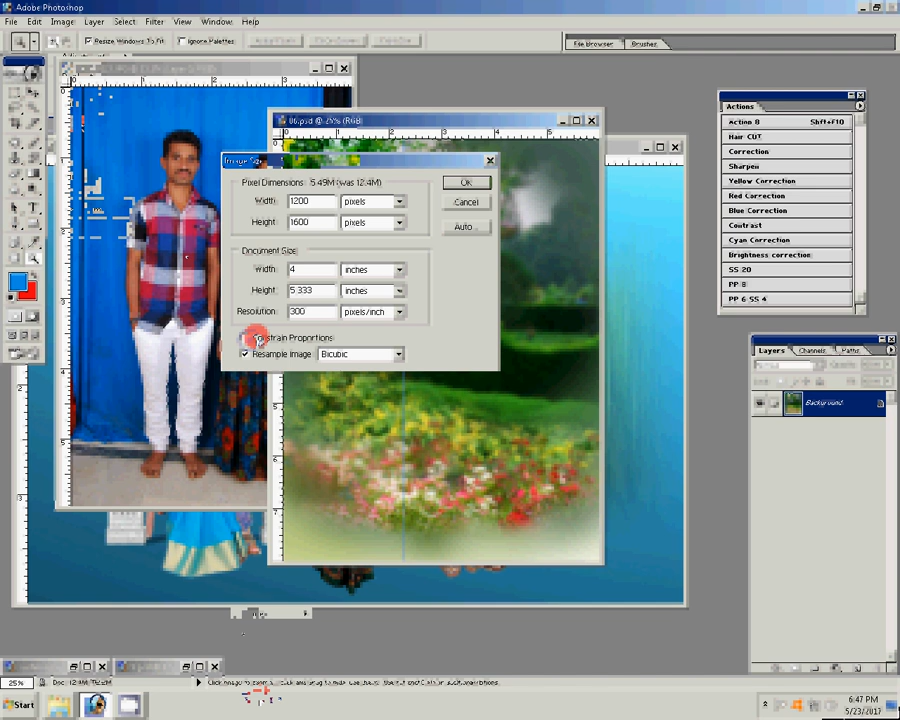 Adobe Photoshop
File Edit Image Layer Select Filter View Window Help
Resize Windows To Fit Ignore Palettes
File Browser Brushes
06.psd @ 25% (RGB)
Image Size
Pixel Dimensions: 5.49M (was 12.4M)
Width: 1200 pixels
Height: 1600 pixels
Document Size:
Width: 4 inches
Height: 5.333 inches
Resolution: 300 pixels/inch
Constrain Proportions
Resample Image Bicubic
OK
Cancel
Auto...
Actions
Action 8 Shft+F10
Hair CUT
Correction
Sharpen
Yellow Correction
Red Correction
Blue Correction
Contrast
Cyan Correction
Brightness correction
SS 20
PP 8
PP 6 SS 4
Layers Channels Paths
Background
25%
Start
6:47 PM
5/23/2017